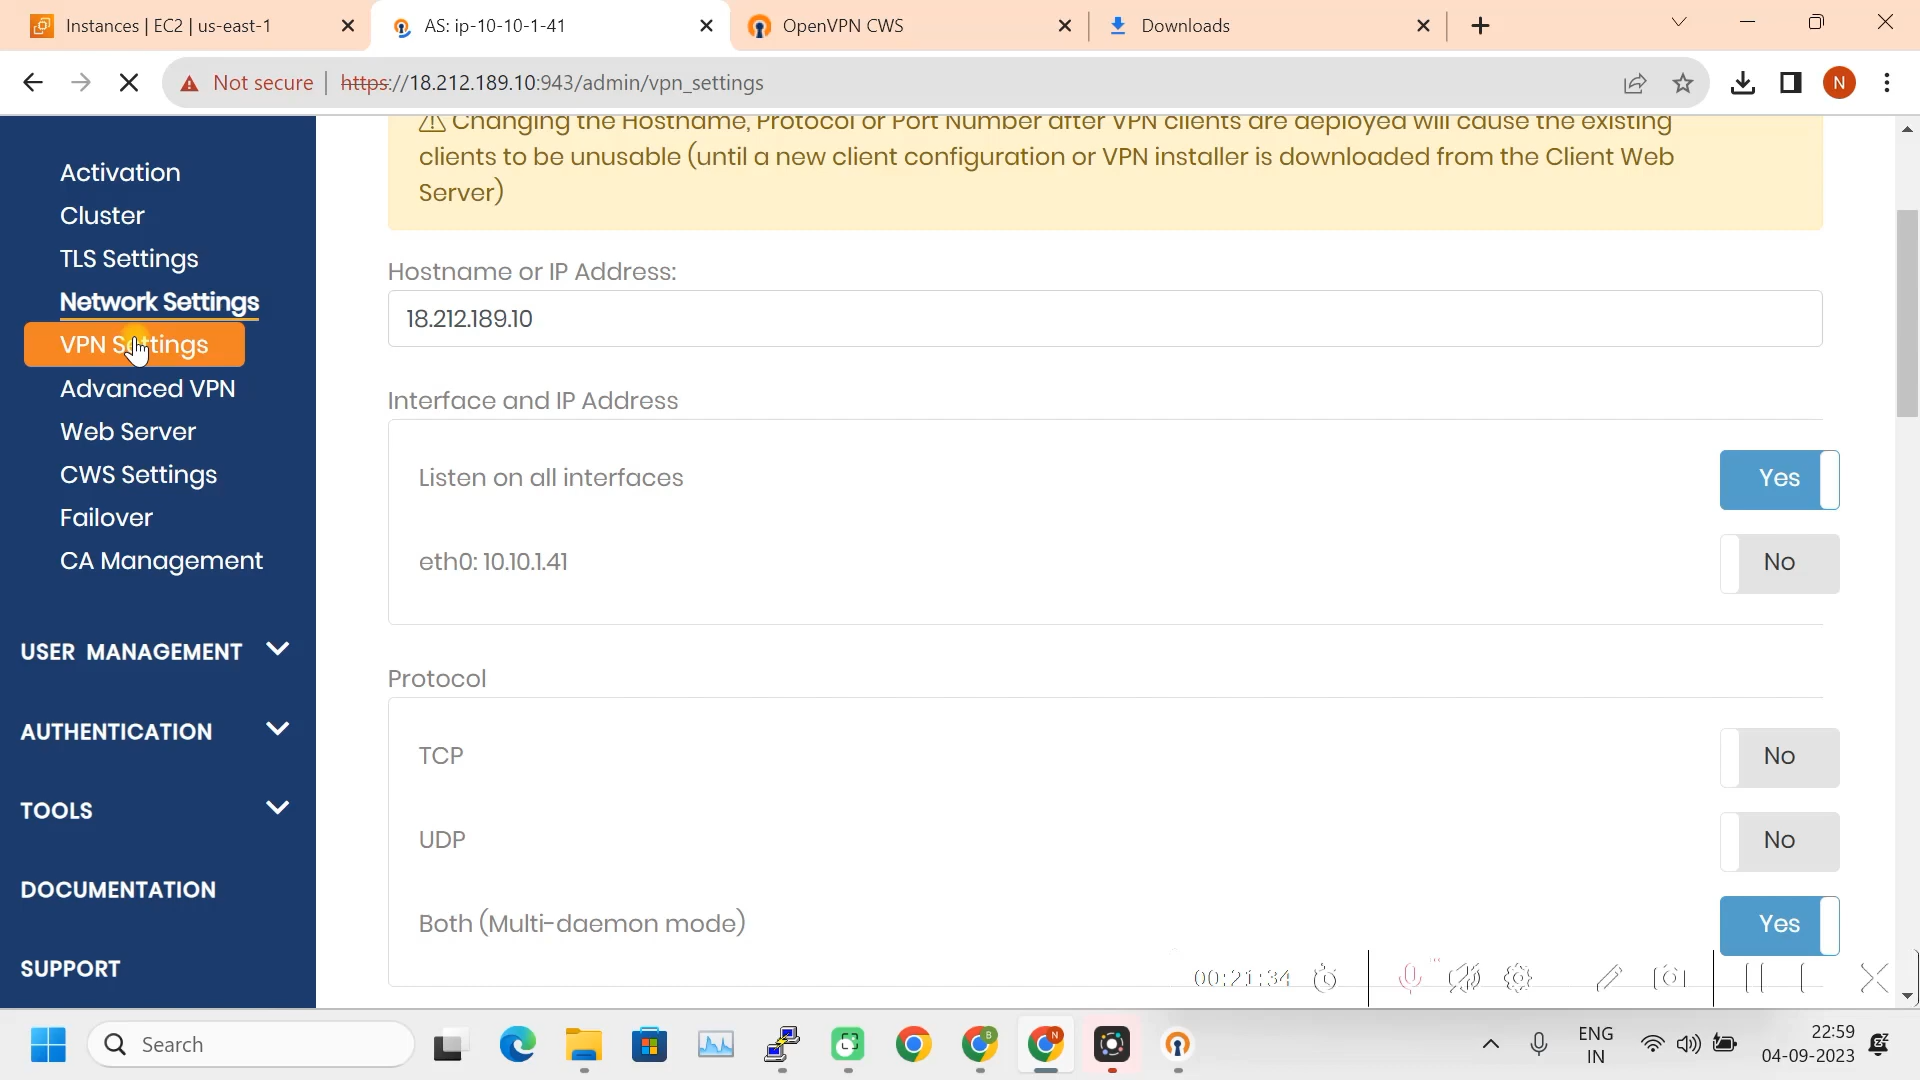 Instances | EC2 | us-east-1
AS: ip-10-10-1-41
OpenVPN CWS
Downloads
Not secure
https://18.212.189.10:943/admin/vpn_settings
N
Activation
Cluster
TLS Settings
Network Settings
VPN Settings
Advanced VPN
Web Server
CWS Settings
Failover
CA Management
USER MANAGEMENT
AUTHENTICATION
TOOLS
DOCUMENTATION
SUPPORT
Changing the Hostname, Protocol or Port Number after VPN clients are deployed will cause the existing
clients to be unusable (until a new client configuration or VPN installer is downloaded from the Client Web
Server)
Hostname or IP Address:
18.212.189.10
Interface and IP Address
Listen on all interfaces
Yes
eth0: 10.10.1.41
No
Protocol
TCP
No
UDP
No
Both (Multi-daemon mode)
Yes
00:21:34
Search
B
N
ENG
IN
22:59
04-09-2023